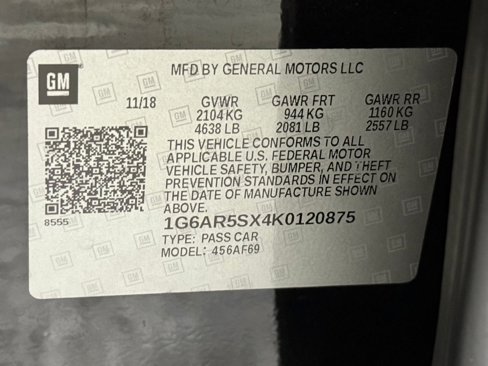 GM
MFD BY GENERAL MOTORS LLC
11/18 GVWR GAWR FRT GAWR RR
2104 KG 944 KG 1160 KG
4638 LB 2081 LB 2557 LB
THIS VEHICLE CONFORMS TO ALL
APPLICABLE U.S. FEDERAL MOTOR
VEHICLE SAFETY, BUMPER, AND THEFT
PREVENTION STANDARDS IN EFFECT ON
THE DATE OF MANUFACTURE SHOWN
ABOVE.
8555
1G6AR5SX4K0120875
TYPE: PASS CAR
MODEL: 456AF69